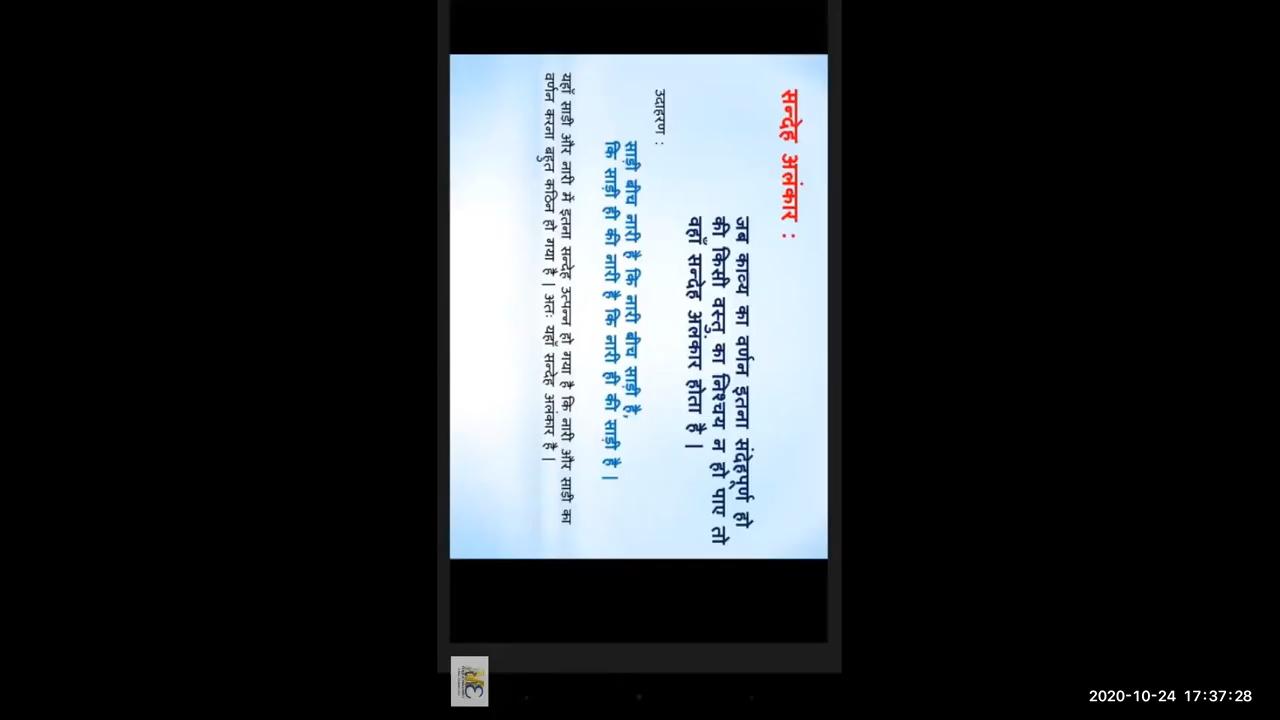 सन्देह अलंकार :
जब काव्य का वर्णन इतना संदेहपुर्ण हो
की किसी वस्तु का निश्चय न हो पाए तो
वहाँ सन्देह अलंकार होता है |
उदाहरण :
साड़ी बीच नारी है कि नारी बीच साड़ी है,
कि साड़ी ही की नारी है कि नारी ही की साड़ी है |
यहाँ साडी और नारी में इतना सन्देह उत्पन्न हो गया है कि नारी और साडी का
वर्णन करना बहुत कठिन हो गया है | अतः यहाँ सन्देह अलंकार है |
2020-10-24 17:37:28